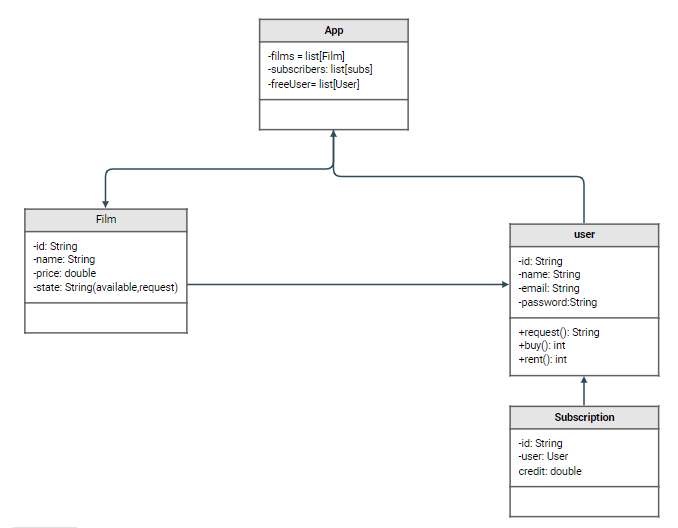 App
-films = list[Film]
-subscribers: list[subs]
-freeUser= list[User]
Film
-id: String
-name: String
-price: double
-state: String(available,request)
user
-id: String
-name: String
-email: String
-password:String
+request(): String
+buy(): int
+rent(): int
Subscription
-id: String
-user: User
credit: double